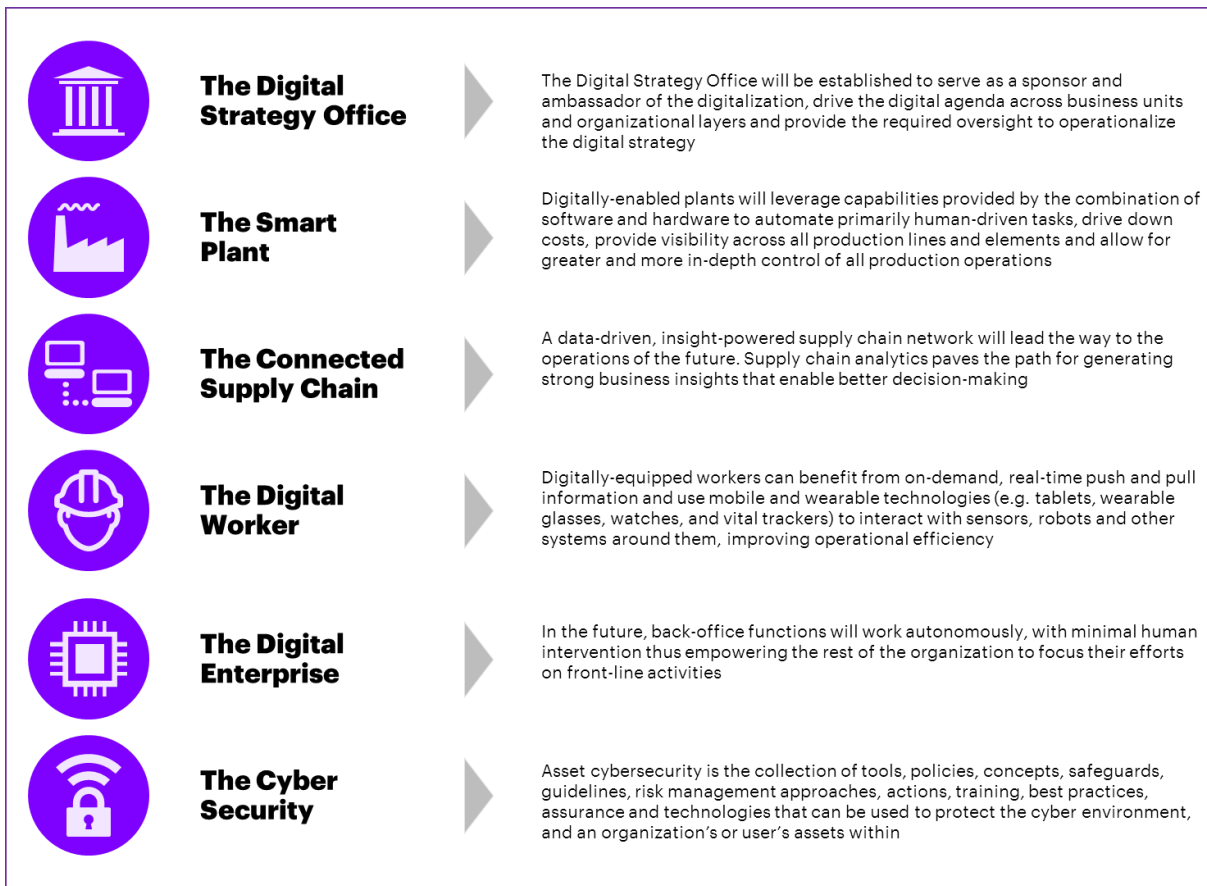 The Digital
Strategy Office
The Digital Strategy Office will be established to serve as a sponsor and
ambassador of the digitalization, drive the digital agenda across business units
and organizational layers and provide the required oversight to operationalize
the digital strategy
The Smart
Plant
Digitally-enabled plants will leverage capabilities provided by the combination of
software and hardware to automate primarily human-driven tasks, drive down
costs, provide visibility across all production lines and elements and allow for
greater and more in-depth control of all production operations
The Connected
Supply Chain
A data-driven, insight-powered supply chain network will lead the way to the
operations of the future. Supply chain analytics paves the path for generating
strong business insights that enable better decision-making
The Digital
Worker
Digitally-equipped workers can benefit from on-demand, real-time push and pull
information and use mobile and wearable technologies (e.g. tablets, wearable
glasses, watches, and vital trackers) to interact with sensors, robots and other
systems around them, improving operational efficiency
The Digital
Enterprise
In the future, back-office functions will work autonomously, with minimal human
intervention thus empowering the rest of the organization to focus their efforts
on front-line activities
The Cyber
Security
Asset cybersecurity is the collection of tools, policies, concepts, safeguards,
guidelines, risk management approaches, actions, training, best practices,
assurance and technologies that can be used to protect the cyber environment,
and an organization's or user's assets within